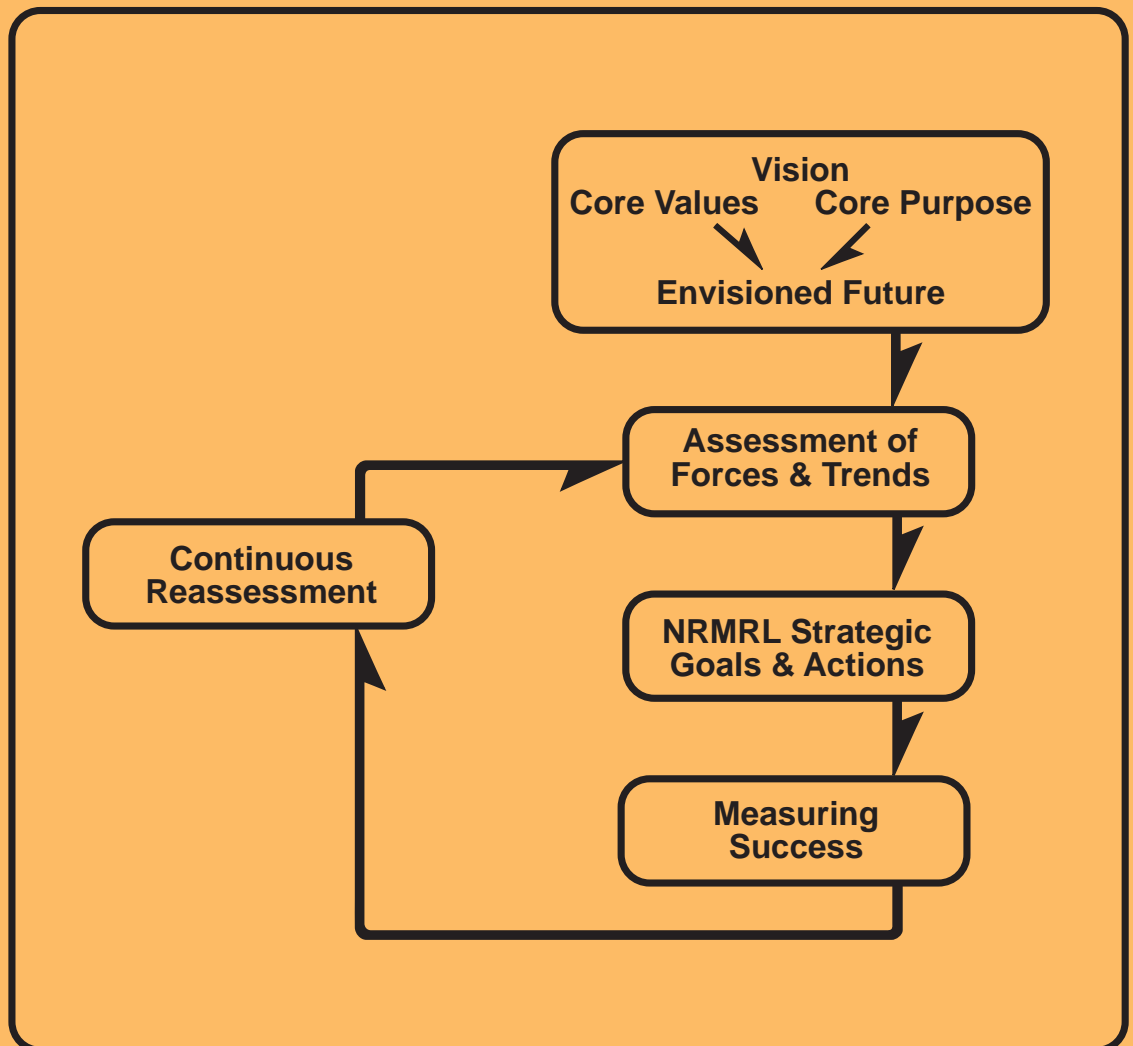 Vision
Core Values Core Purpose
Envisioned Future
Assessment of
Forces & Trends
Continuous
Reassessment
NRMRL Strategic
Goals & Actions
Measuring
Success